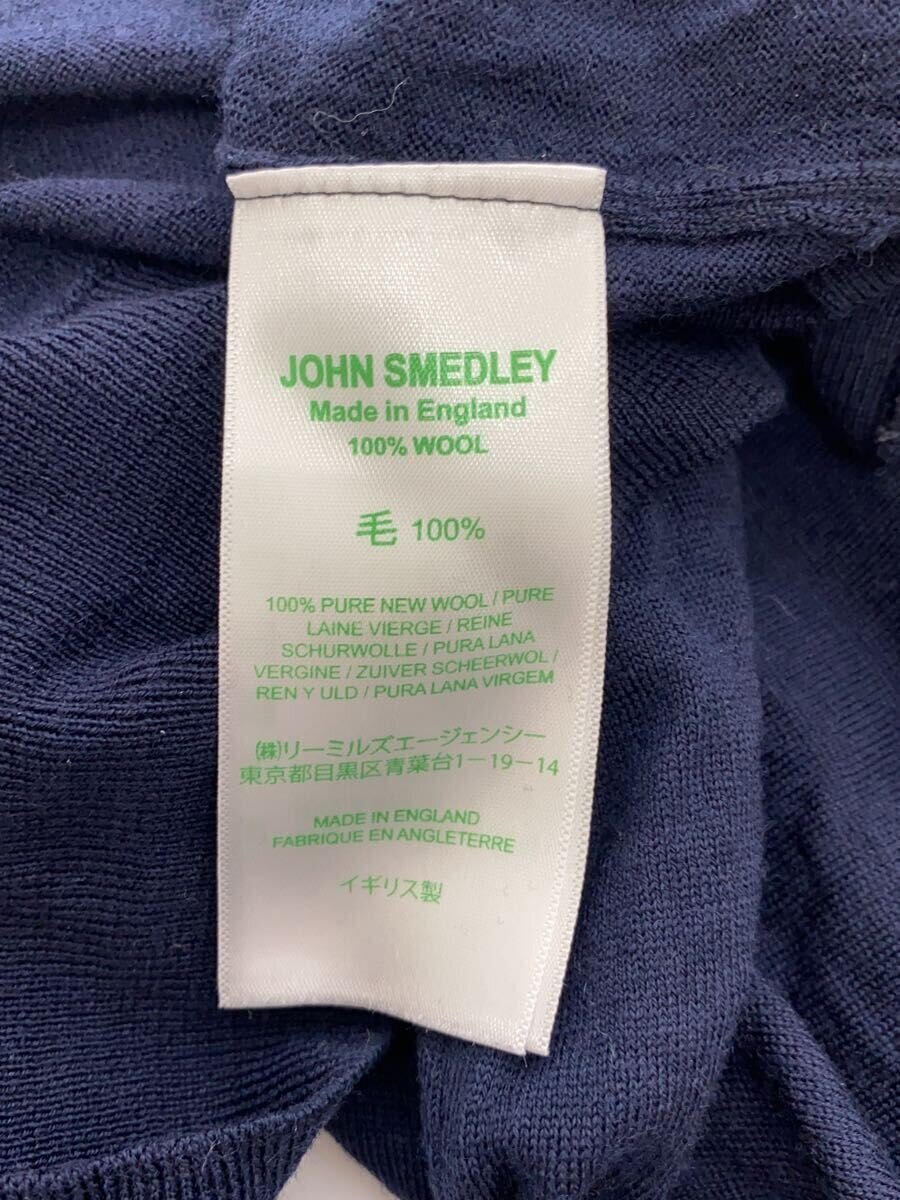 JOHN SMEDLEY
Made in England
100% WOOL
毛 100%
100% PURE NEW WOOL / PURE
LAINE VIERGE / REINE
SCHURWOLLE / PURA LANA
VERGINE / ZUIVER SCHEERWOL /
REN Y ULD / PURA LANA VIRGEM
㈱リーミルズエージェンシー
東京都目黒区青葉台1-19-14
MADE IN ENGLAND
FABRIQUE EN ANGLETERRE
イギリス製